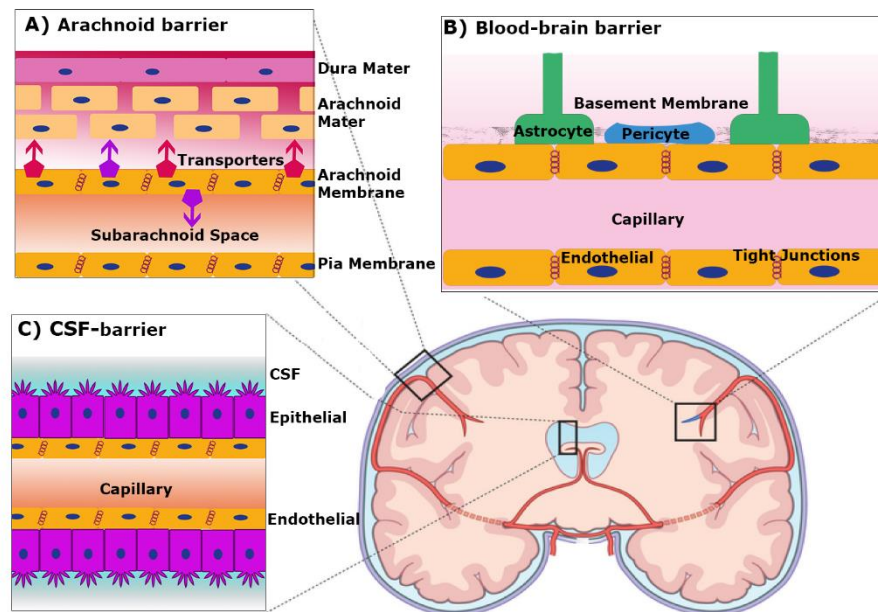 A) Arachnoid barrier
Dura Mater
Arachnoid
Mater
Transporters
Arachnoid
Membrane
Subarachnoid Space
Pia Membrane
B) Blood-brain barrier
Basement Membrane
Astrocyte
Pericyte
Capillary
Endothelial
Tight Junctions
C) CSF-barrier
CSF
Epithelial
Capillary
Endothelial